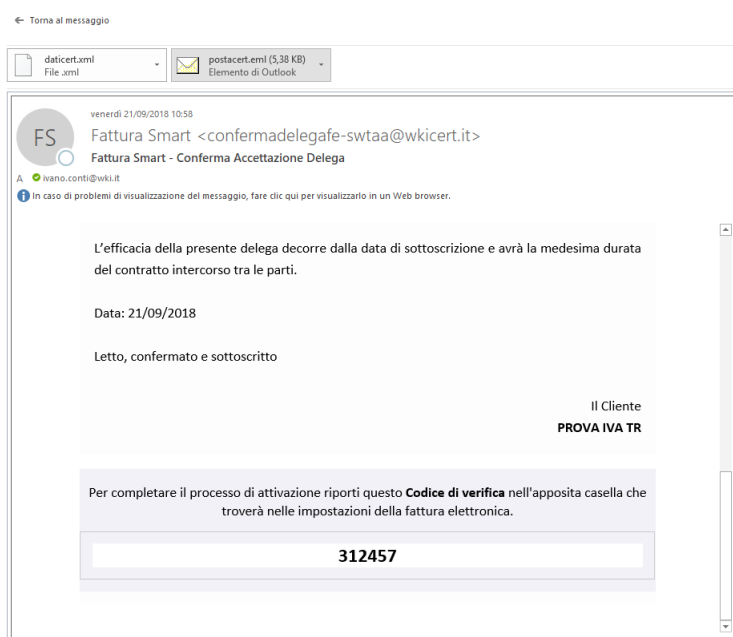 Torna al messaggio
daticert.xml
File .xml
postacert.eml (5,38 KB)
Elemento di Outlook
FS
venerdì 21/09/2018 10:58
Fattura Smart <confermadelegafe-swtaa@wkicert.it>
Fattura Smart - Conferma Accettazione Delega
A ivano.conti@wki.it
In caso di problemi di visualizzazione del messaggio, fare clic qui per visualizzarlo in un Web browser.
L’efficacia della presente delega decorre dalla data di sottoscrizione e avrà la medesima durata
del contratto intercorso tra le parti.
Data: 21/09/2018
Letto, confermato e sottoscritto
Il Cliente
PROVA IVA TR
Per completare il processo di attivazione riporti questo Codice di verifica nell'apposita casella che
troverà nelle impostazioni della fattura elettronica.
312457